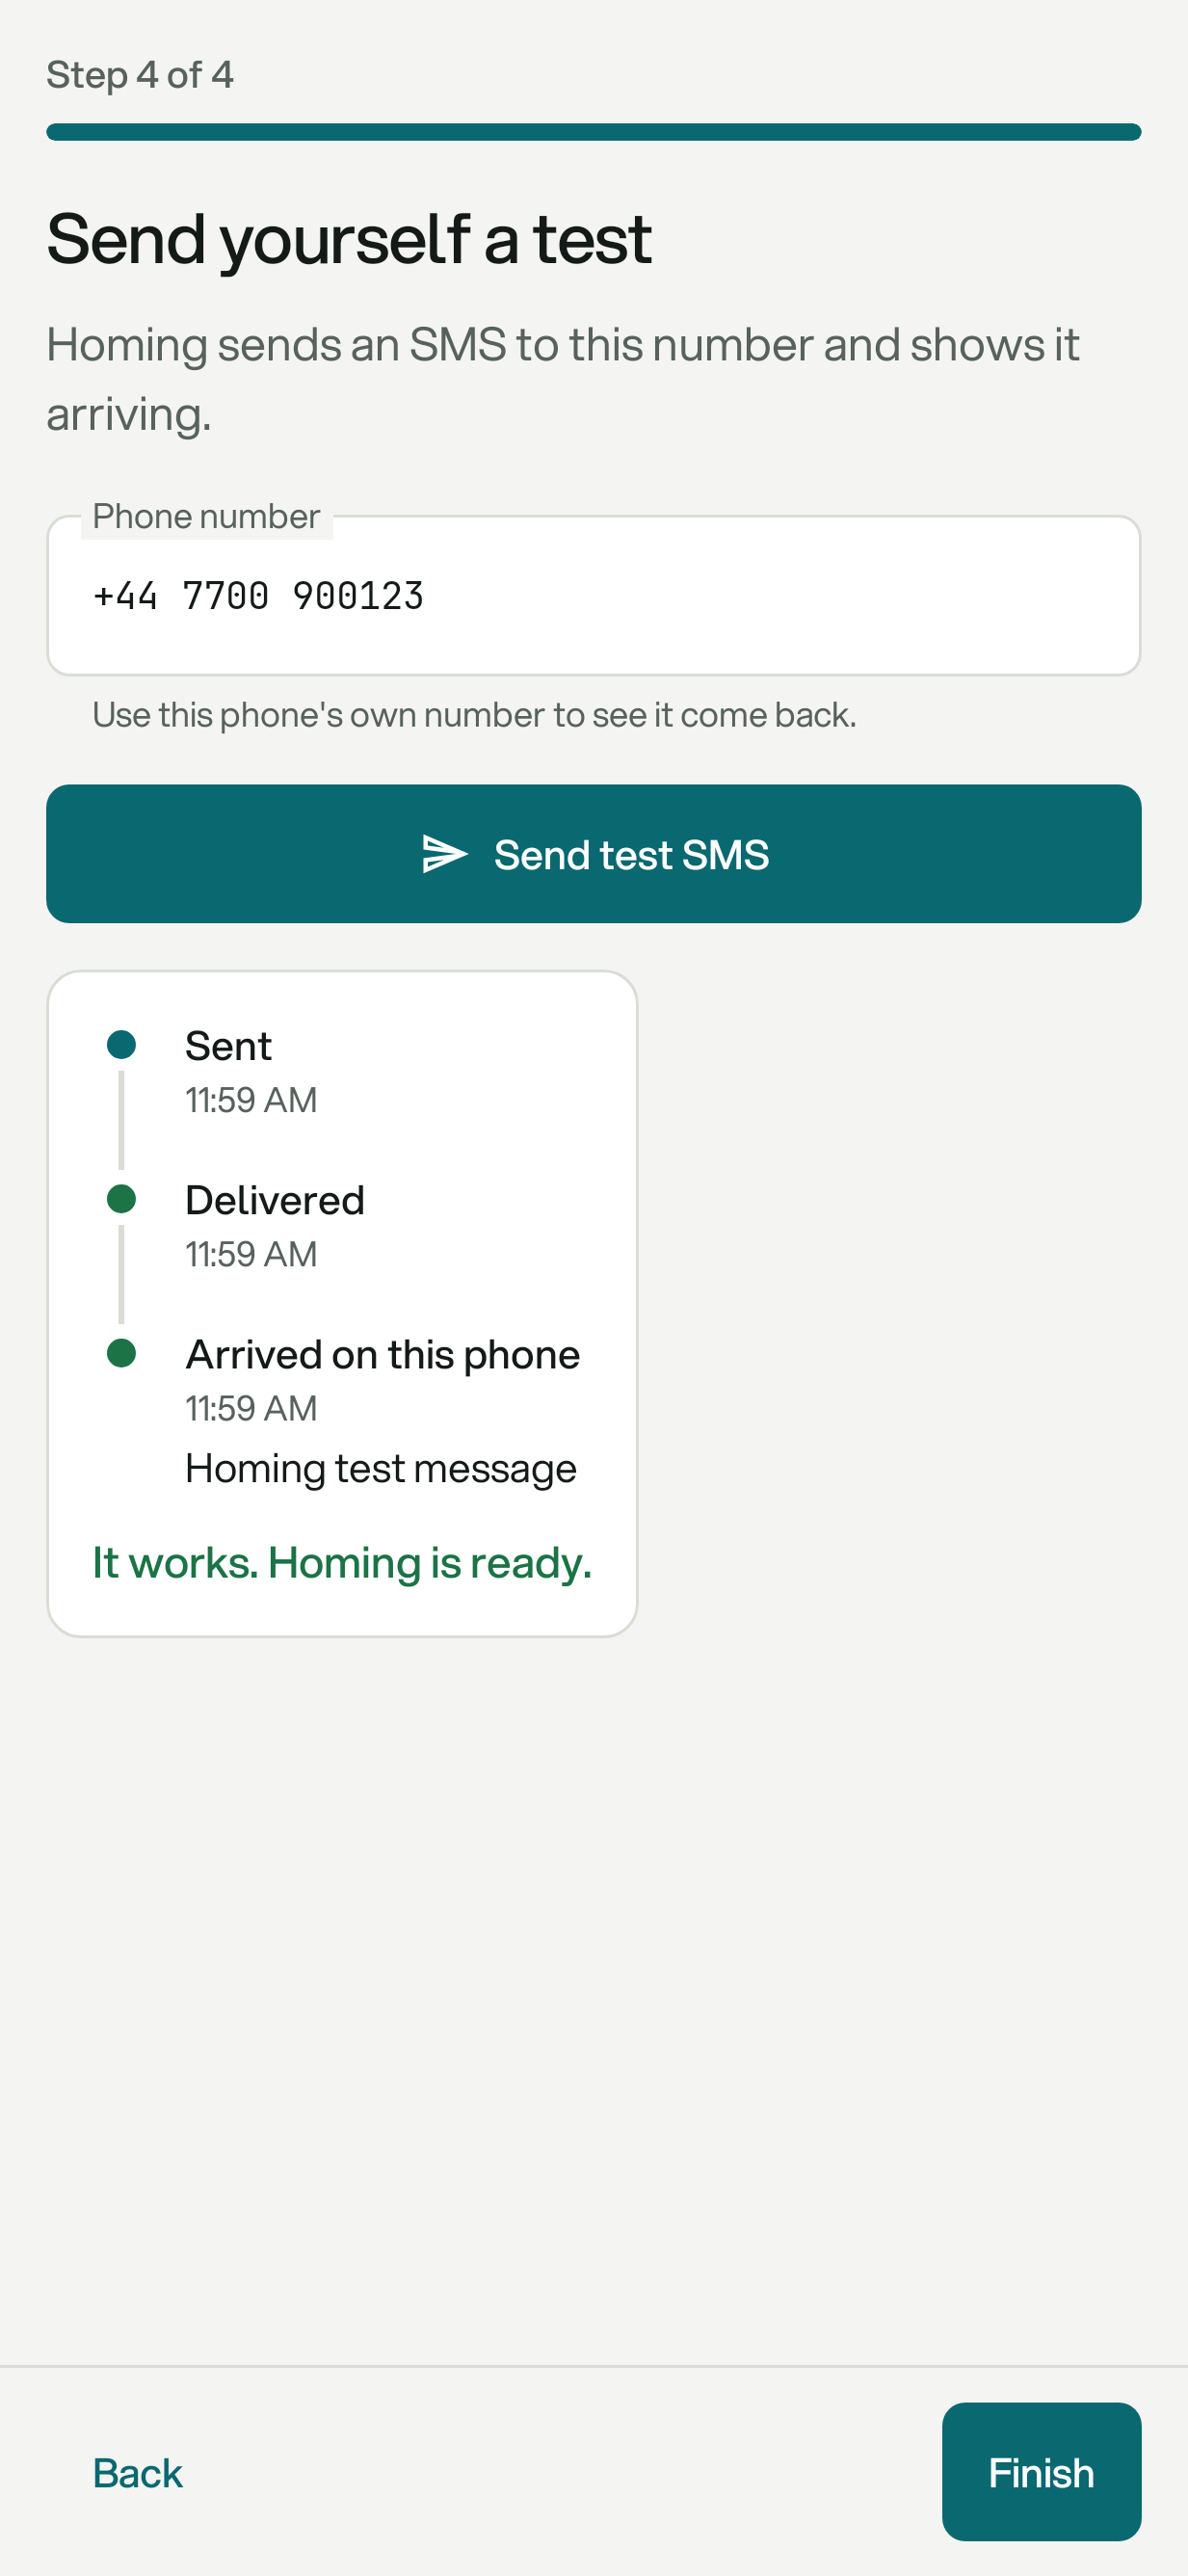 Step 4 of 4
Send yourself a test
Homing sends an SMS to this number and shows it
arriving.
Phone number
+44 7700 900123
Use this phone's own number to see it come back.
Send test SMS
Sent
11:59 AM
Delivered
11:59 AM
Arrived on this phone
11:59 AM
Homing test message
It works. Homing is ready.
Back
Finish